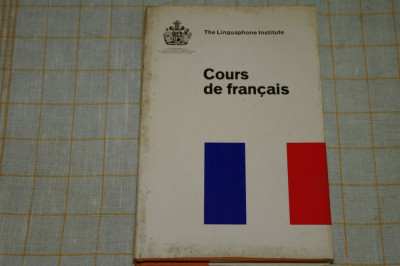 The Linguaphone Institute
Cours
de français